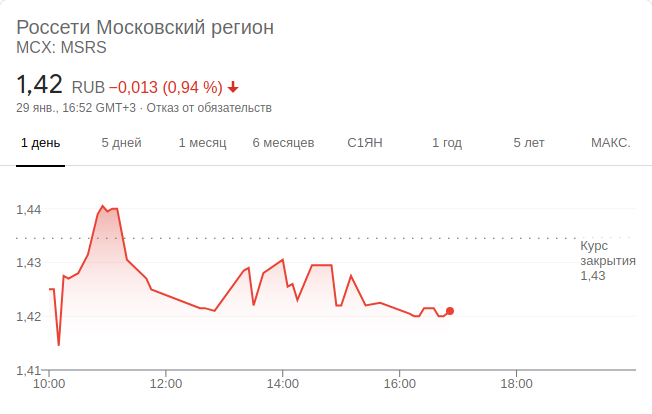 Россети Московский регион
MCX: MSRS
1,42 RUB −0,013 (0,94 %)
29 янв., 16:52 GMT+3 · Отказ от обязательств
1 день 5 дней 1 месяц 6 месяцев С1ЯН 1 год 5 лет МАКС.
1,44
Курс
закрытия
1,43
1,43
1,42
1,41
10:00 12:00 14:00 16:00 18:00